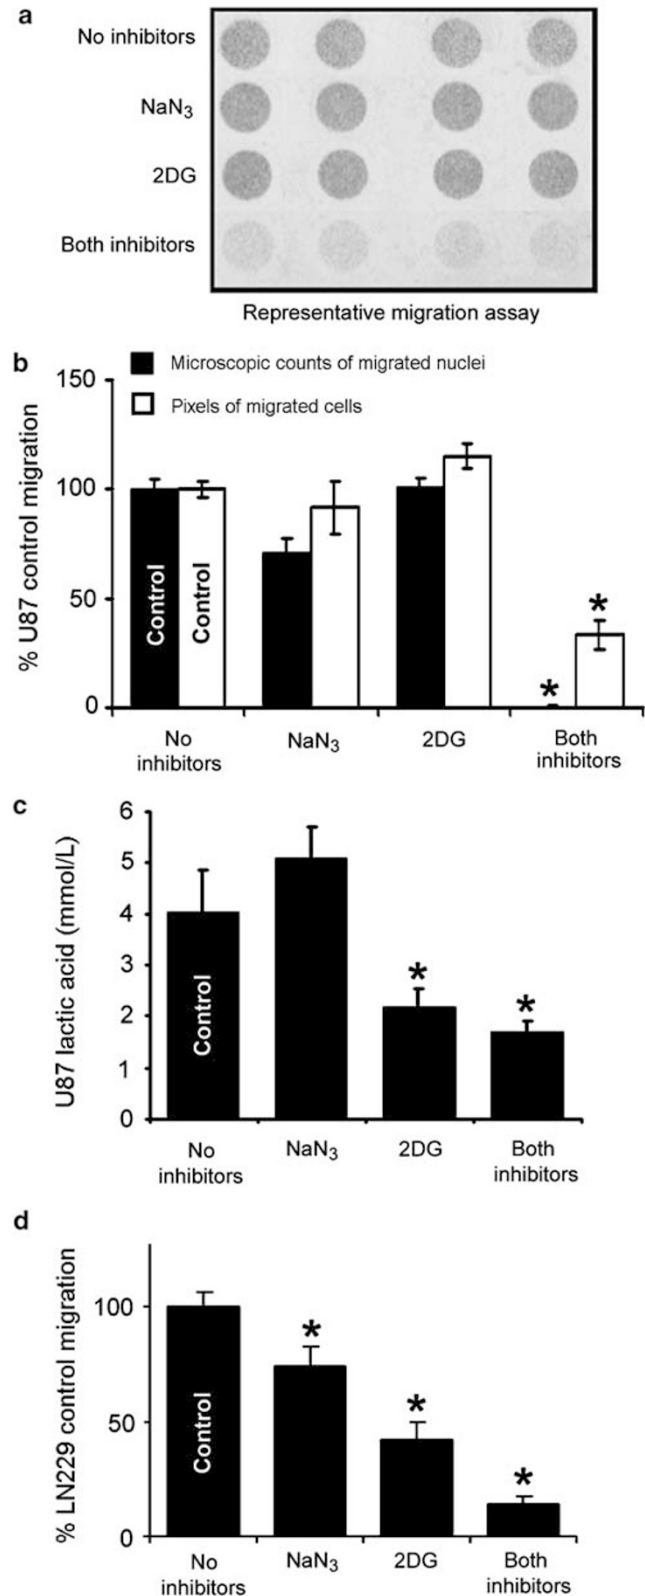 a
No inhibitors
NaN3
2DG
Both inhibitors
Representative migration assay
b
Microscopic counts of migrated nuclei
Pixels of migrated cells
% U87 control migration
150
100
50
0
Control
Control
*
*
No inhibitors
NaN3
2DG
Both inhibitors
c
U87 lactic acid (mmol/L)
6
5
4
3
2
1
0
Control
*
*
No inhibitors
NaN3
2DG
Both inhibitors
d
% LN229 control migration
100
50
0
Control
*
*
*
No inhibitors
NaN3
2DG
Both inhibitors